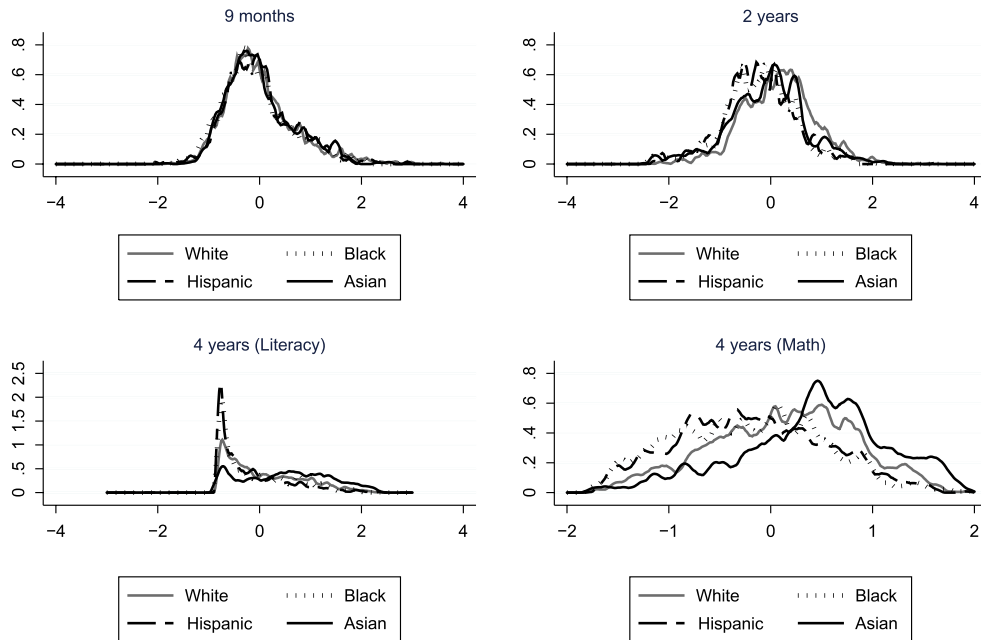 9 months
.8
.6
.4
.2
0
−4 −2 0 2 4
White Black
Hispanic Asian
2 years
.8
.6
.4
.2
0
−4 −2 0 2 4
White Black
Hispanic Asian
4 years (Literacy)
2.5
2
1.5
1
.5
0
−4 −2 0 2 4
White Black
Hispanic Asian
4 years (Math)
.8
.6
.4
.2
0
−2 −1 0 1 2
White Black
Hispanic Asian